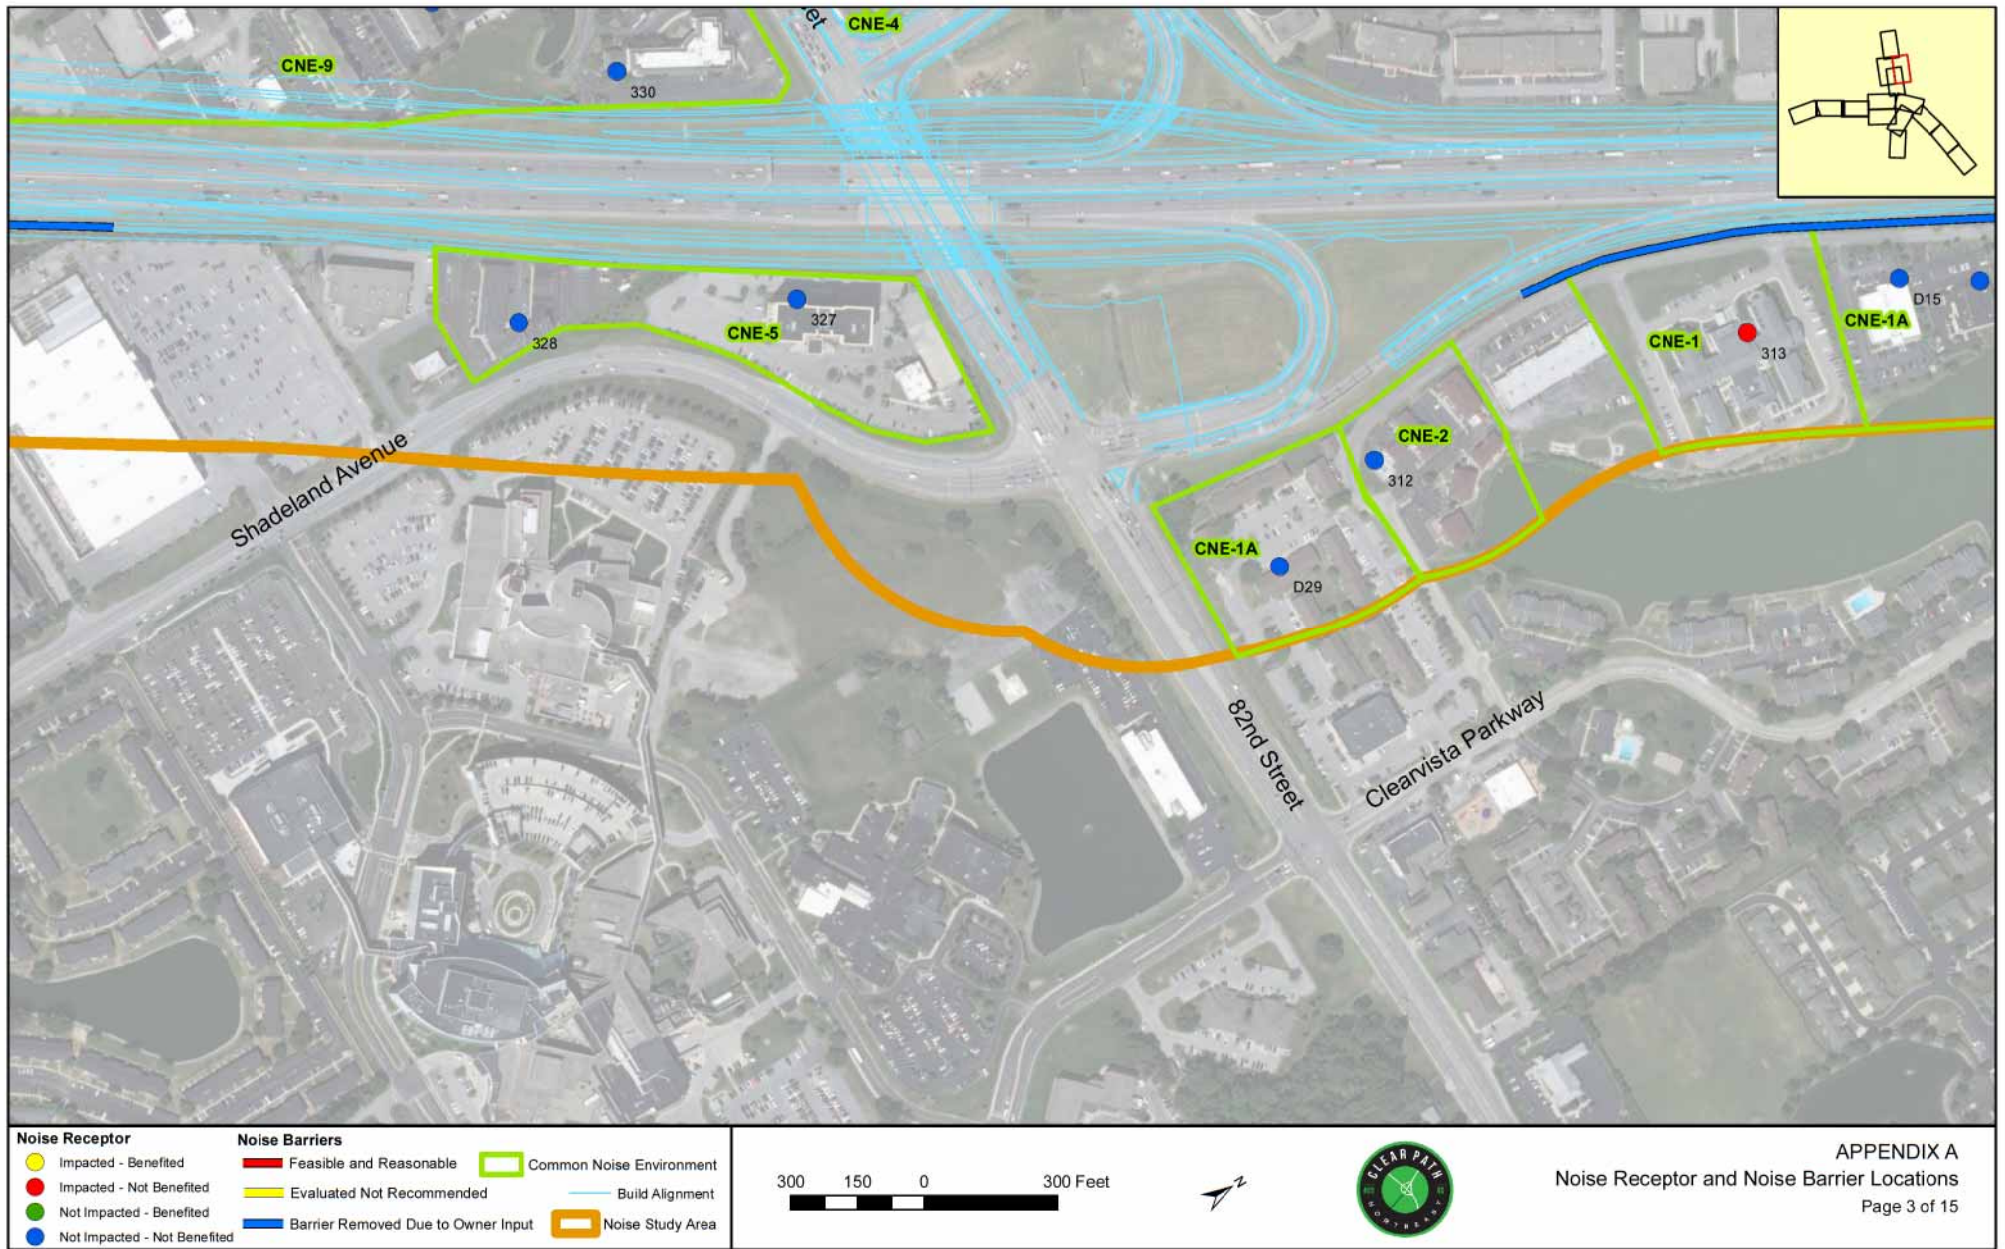 et
CNE-4
CNE-9
330
328
CNE-5
327
D15
CNE-1A
CNE-1
313
CNE-2
312
CNE-1A
D29
Shadeland Avenue
82nd Street
Clearvista Parkway
Noise Receptor
Impacted - Benefited
Impacted - Not Benefited
Not Impacted - Benefited
Not Impacted - Not Benefited
Noise Barriers
Feasible and Reasonable
Evaluated Not Recommended
Barrier Removed Due to Owner Input
Common Noise Environment
Build Alignment
Noise Study Area
300 150 0 300 Feet
N
CLEAR PATH
NORTHEAST
APPENDIX A
Noise Receptor and Noise Barrier Locations
Page 3 of 15